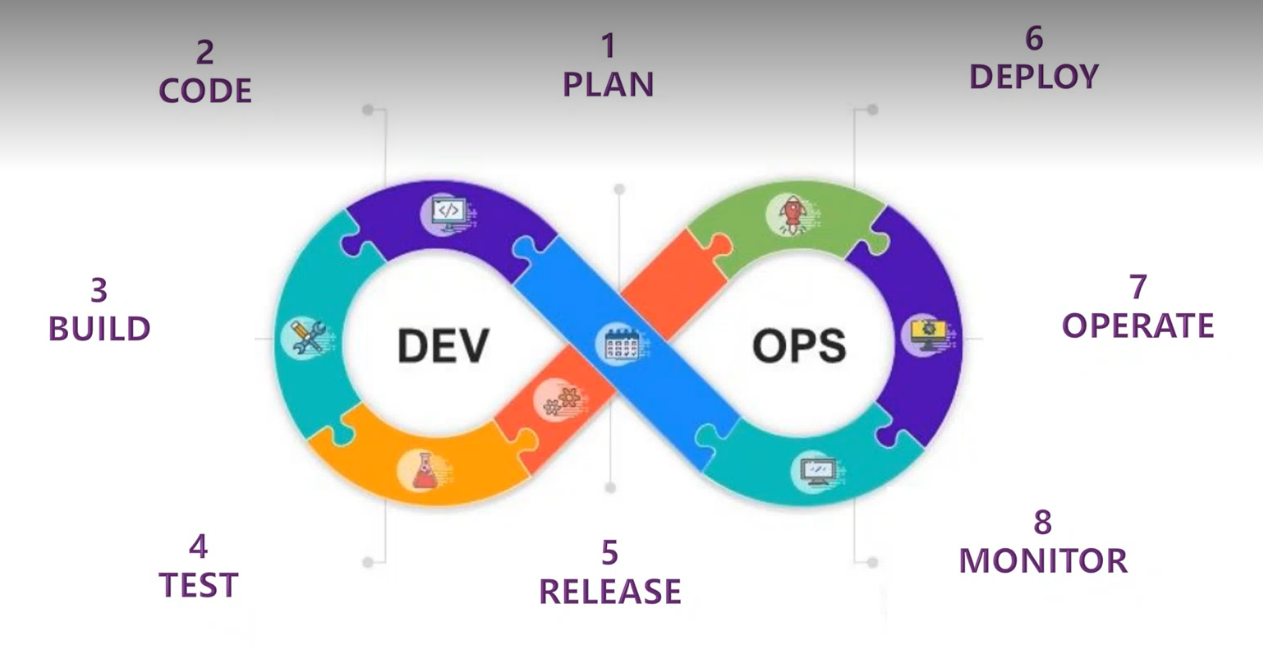 2
CODE
1
PLAN
6
DEPLOY
3
BUILD
DEV
OPS
7
OPERATE
4
TEST
5
RELEASE
8
MONITOR